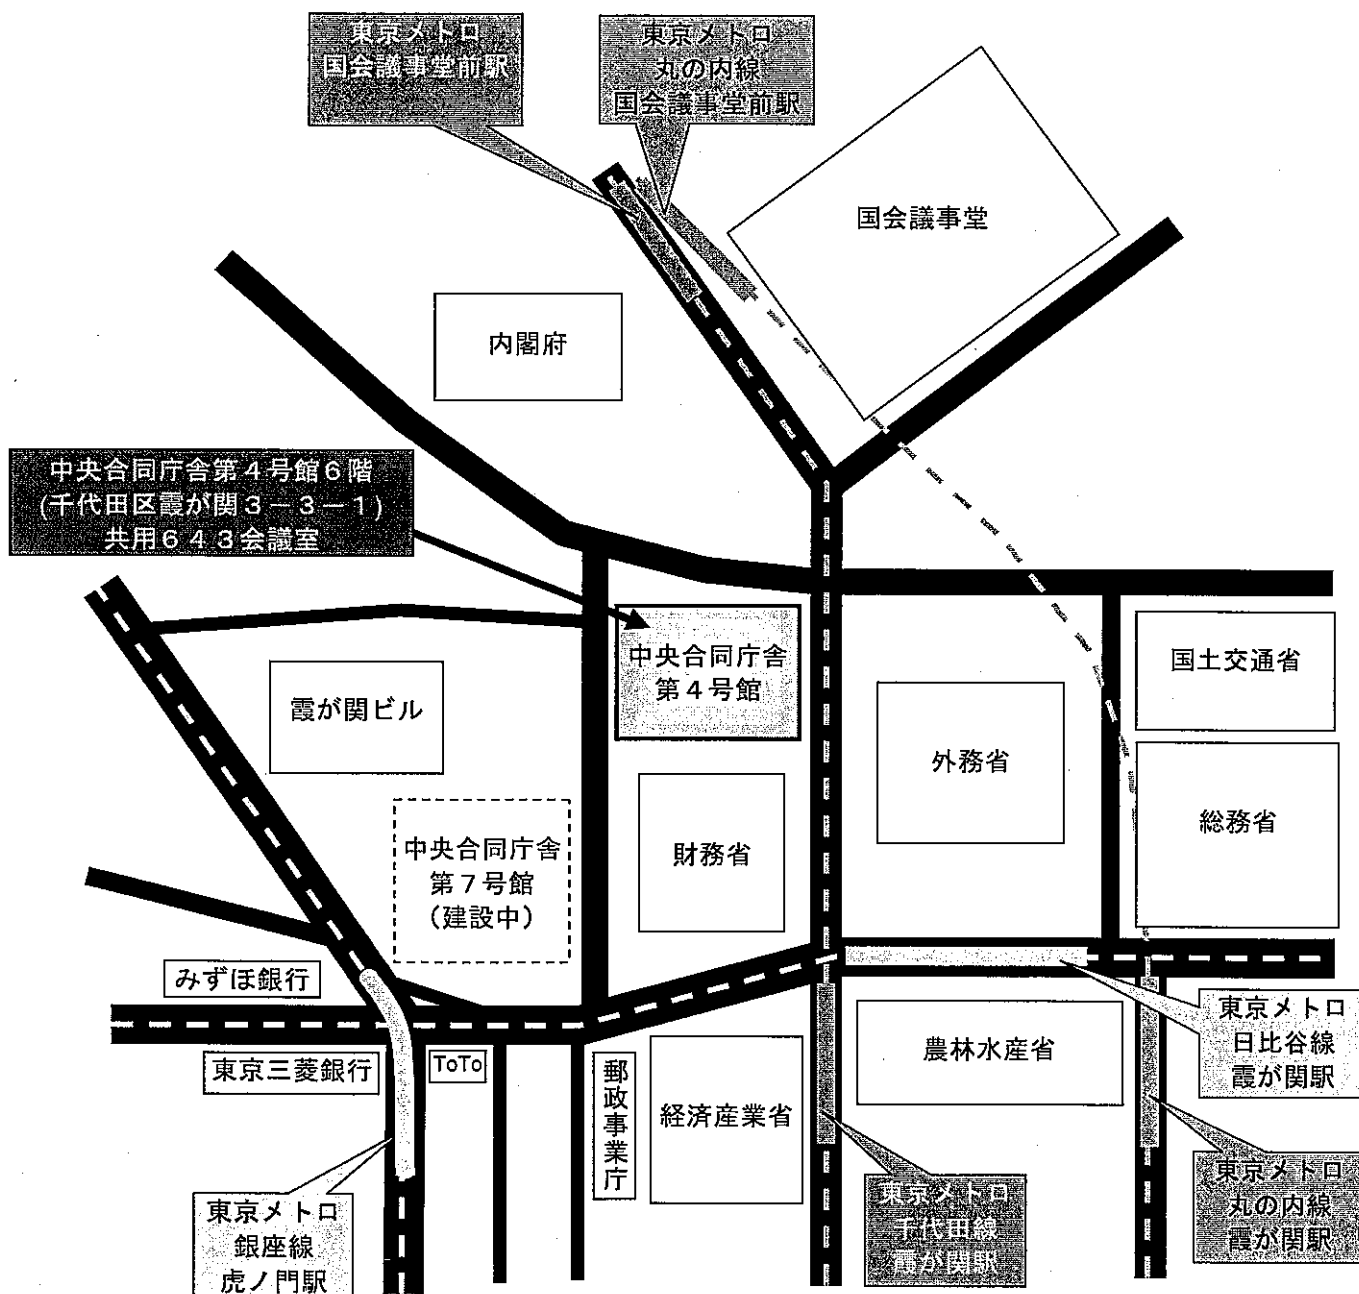 東京メトロ
国会議事堂前駅
東京メトロ
丸の内線
国会議事堂前駅
国会議事堂
内閣府
中央合同庁舎第４号館６階
(千代田区霞が関３－３－１)
共用６４３会議室
中央合同庁舎
第４号館
国土交通省
霞が関ビル
外務省
総務省
中央合同庁舎
第７号館
（建設中）
財務省
みずほ銀行
東京三菱銀行
ToTo
郵政事業庁
経済産業省
農林水産省
東京メトロ
日比谷線
霞が関駅
東京メトロ
銀座線
虎ノ門駅
東京メトロ
千代田線
霞が関駅
東京メトロ
丸の内線
霞が関駅